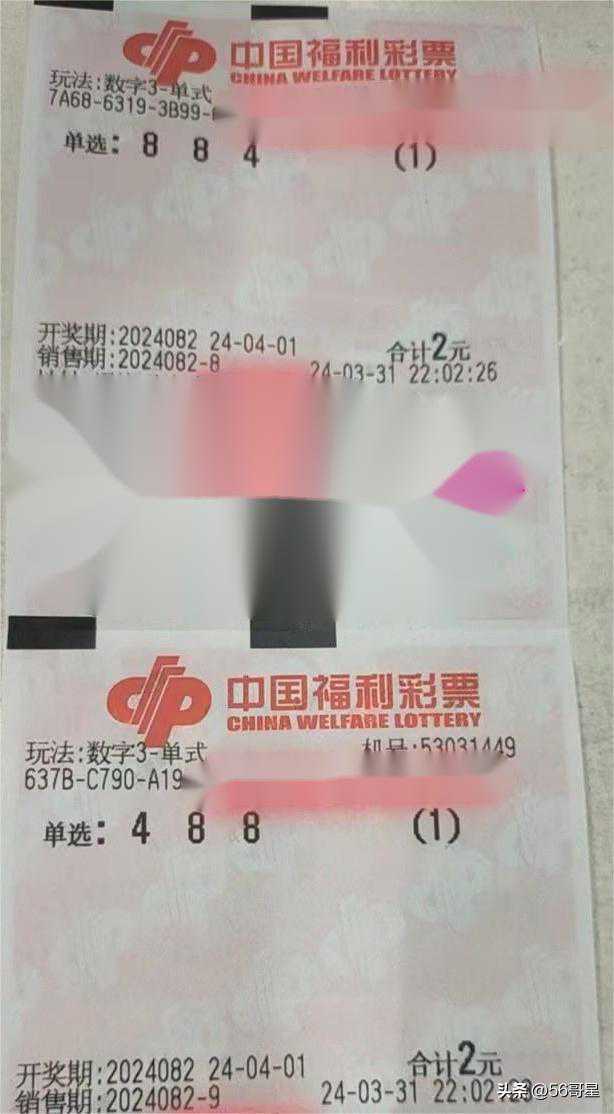 中国福利彩票
CHINA WELFARE LOTTERY
玩法:数字3-单式
7A68-6319-3B99-
单选: 8 8 4 (1)
开奖期:2024082 24-04-01 合计2元
销售期:2024082-8 24-03-31 22:02:26
中国福利彩票
CHINA WELFARE LOTTERY
玩法:数字3-单式 机号:53031449
637B-C790-A19
单选: 4 8 8 (1)
开奖期:2024082 24-04-01 合计2元
销售期:2024082-9 24-03-31 22:02
头条 @56哥星